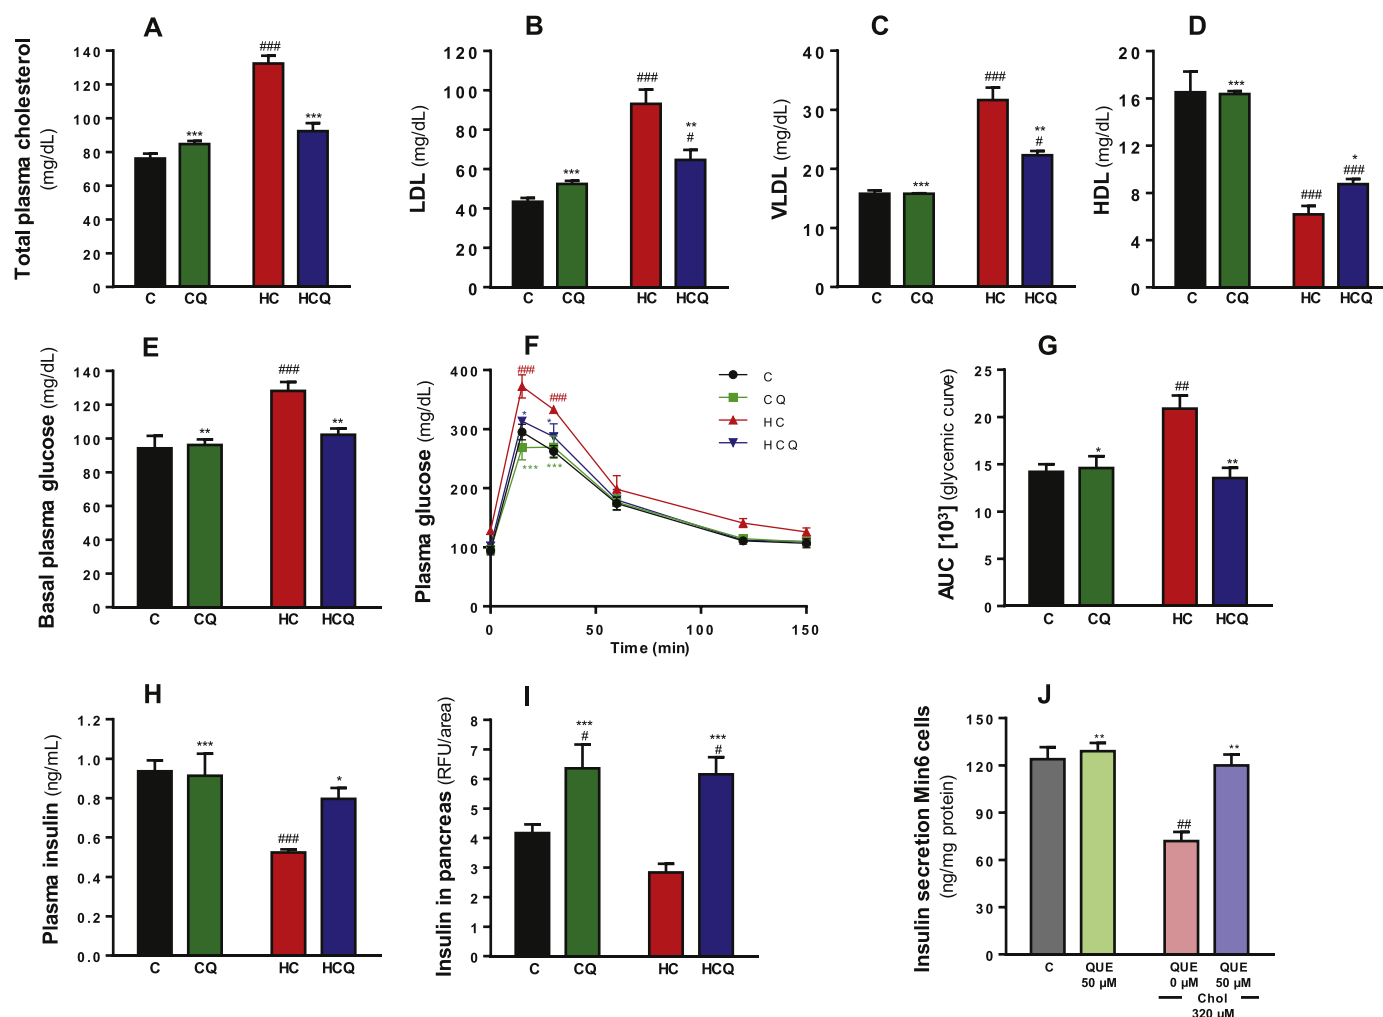 A
Total plasma cholesterol
(mg/dL)
140
120
100
80
60
40
20
0
***
###
***
C CQ HC HCQ
B
LDL (mg/dL)
120
100
80
60
40
20
0
***
###
**
#
C CQ HC HCQ
C
VLDL (mg/dL)
40
30
20
10
0
***
###
**
#
C CQ HC HCQ
D
HDL (mg/dL)
20
16
12
8
4
0
***
###
*
###
C CQ HC HCQ
E
Basal plasma glucose (mg/dL)
140
120
100
80
60
40
20
0
**
###
**
C CQ HC HCQ
F
Plasma glucose (mg/dL)
400
300
200
100
0
###
###
*
*
***
***
C
CQ
HC
HCQ
0 50 100 150
Time (min)
G
AUC [10³] (glycemic curve)
25
20
15
10
5
0
*
##
**
C CQ HC HCQ
H
Plasma insulin (ng/mL)
1.2
1.0
0.8
0.6
0.4
0.2
0.0
***
###
*
C CQ HC HCQ
I
Insulin in pancreas (RFU/area)
8
7
6
5
4
3
2
1
0
***
#
***
#
C CQ HC HCQ
J
Insulin secretion Min6 cells
(ng/mg protein)
150
120
90
60
30
0
**
##
**
C QUE QUE QUE
50 µM 0 µM 50 µM
Chol
320 µM